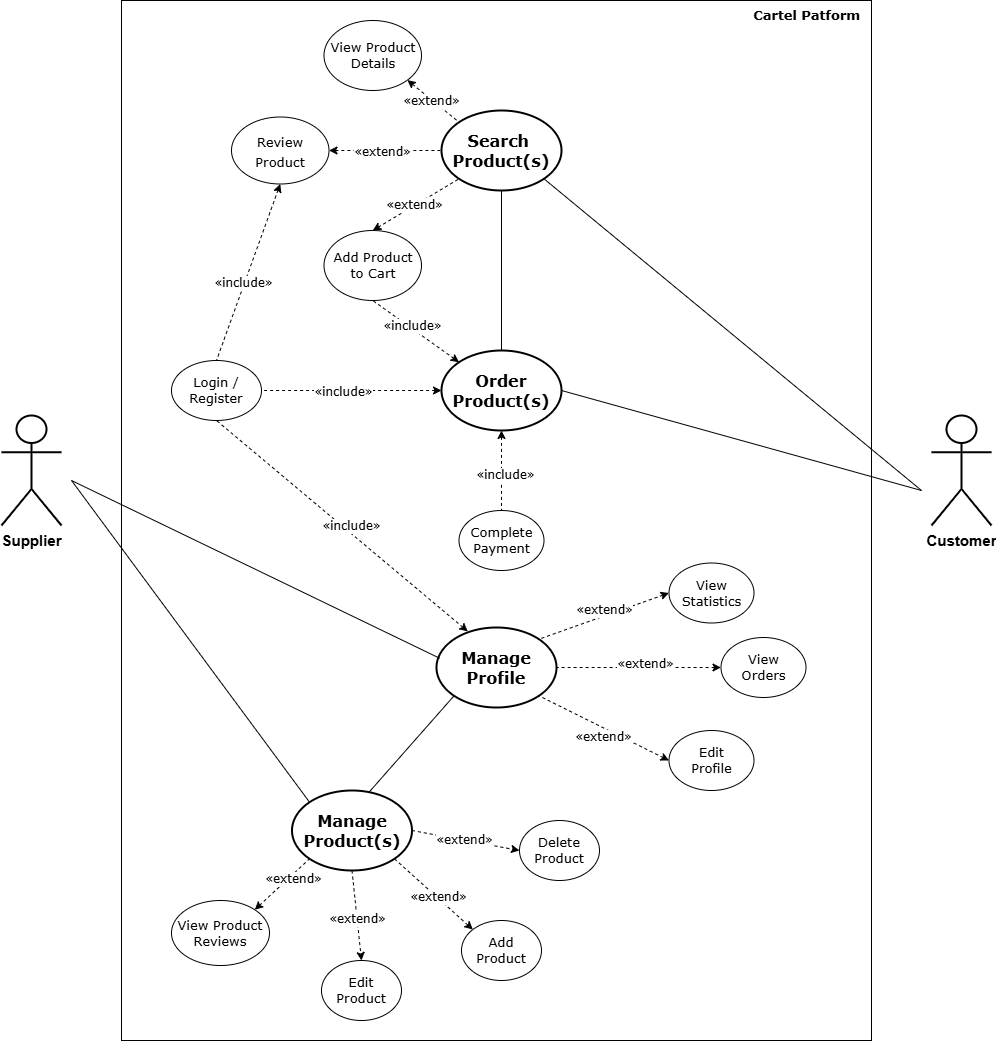 Cartel Patform
View Product
Details
«extend»
Search
Product(s)
Review
Product
«extend»
«extend»
Add Product
to Cart
«include»
«include»
Login /
Register
«include»
Order
Product(s)
«include»
Complete
Payment
«include»
Supplier
Customer
View
Statistics
«extend»
Manage
Profile
«extend»
View
Orders
«extend»
Edit
Profile
Manage
Product(s)
«extend»
Delete
Product
«extend»
View Product
Reviews
«extend»
Edit
Product
«extend»
Add
Product